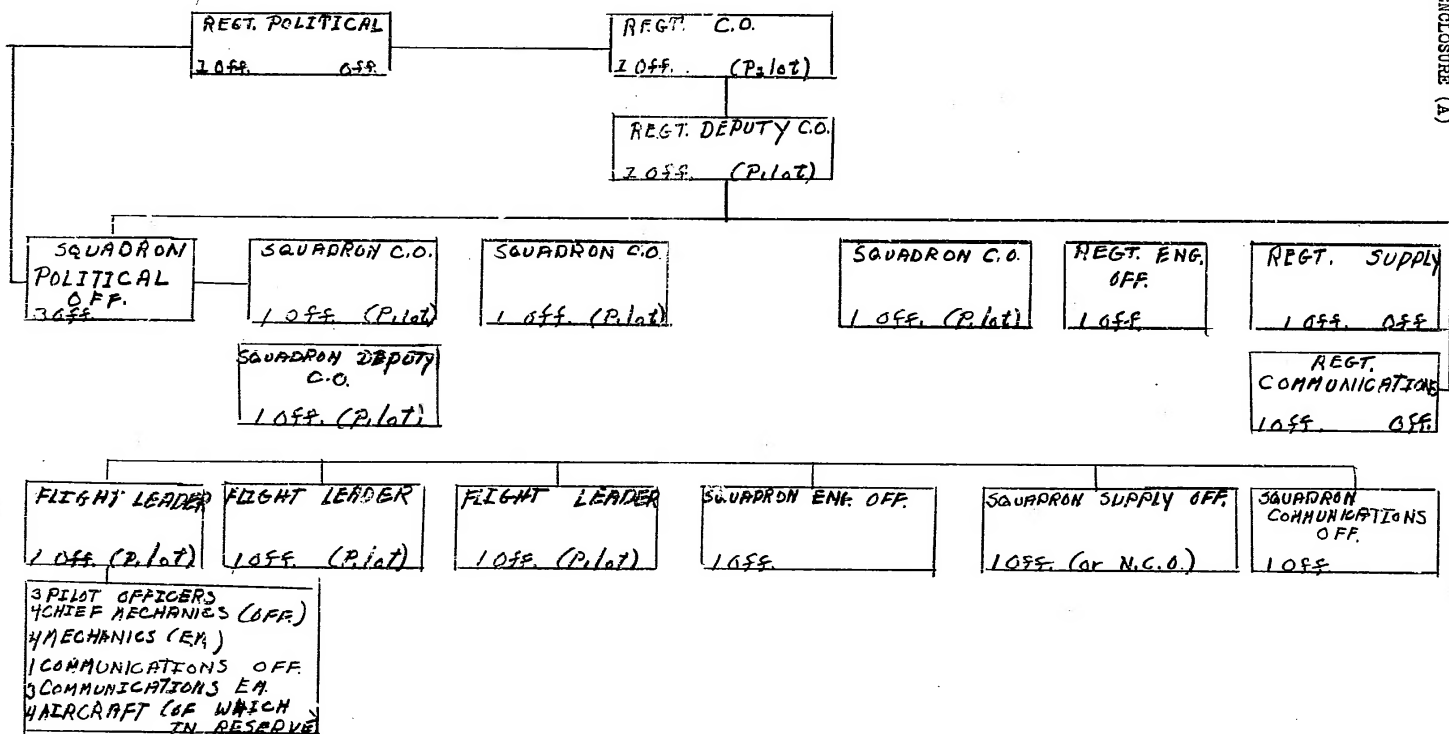 ENCLOSURE (A)
REGT. POLITICAL
1 Off. Off.
REGT. C.O.
1 Off. (Pilot)
REGT. DEPUTY C.O.
1 Off. (Pilot)
SQUADRON
POLITICAL
OFF.
3 Off.
SQUADRON C.O.
1 Off. (Pilot)
SQUADRON C.O.
1 Off. (Pilot)
SQUADRON C.O.
1 Off. (Pilot)
REGT. ENG.
OFF.
1 Off.
REGT. SUPPLY
1 Off. Off.
SQUADRON DEPUTY
C.O.
1 Off. (Pilot)
REGT.
COMMUNICATIONS
1 Off. Off.
FLIGHT LEADER
1 Off. (Pilot)
FLIGHT LEADER
1 Off. (Pilot)
FLIGHT LEADER
1 Off. (Pilot)
SQUADRON ENG. OFF.
1 Off.
SQUADRON SUPPLY OFF.
1 Off. (or N.C.O.)
SQUADRON
COMMUNICATIONS
OFF.
1 Off
3 PILOT OFFICERS
4 CHIEF MECHANICS (OFF.)
4 MECHANICS (EM)
1 COMMUNICATIONS OFF.
3 COMMUNICATIONS EM.
4 AIRCRAFT (OF WHICH
IN RESERVE)